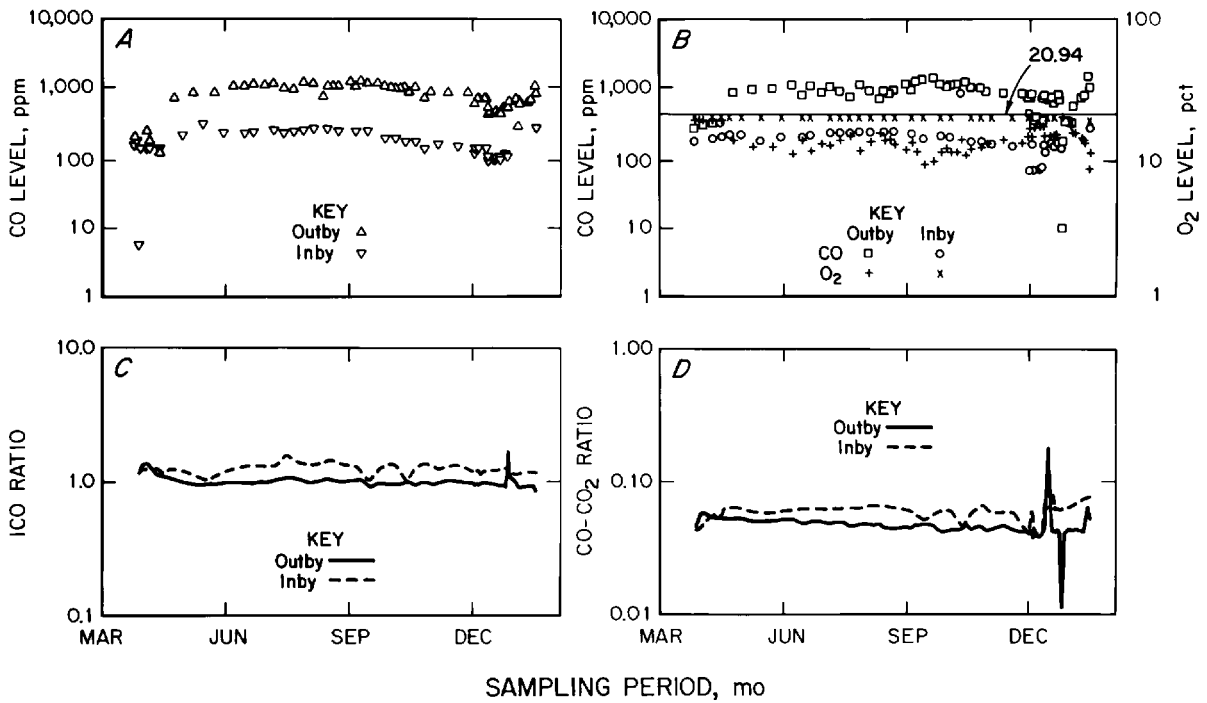 A
CO LEVEL, ppm
10,000
1,000
100
10
1
KEY
Outby
Inby
B
CO LEVEL, ppm
10,000
1,000
100
10
1
20.94
KEY
Outby Inby
CO
O₂
O₂ LEVEL, pct
100
10
1
C
ICO RATIO
10.0
1.0
0.1
KEY
Outby
Inby
MAR JUN SEP DEC
D
CO-CO₂ RATIO
1.00
0.10
0.01
KEY
Outby
Inby
MAR JUN SEP DEC
SAMPLING PERIOD, mo